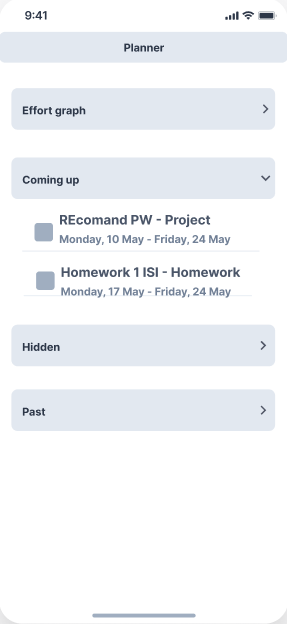 9:41
Planner
Effort graph
Coming up
REcomand PW - Project
Monday, 10 May - Friday, 24 May
Homework 1 ISI - Homework
Monday, 17 May - Friday, 24 May
Hidden
Past